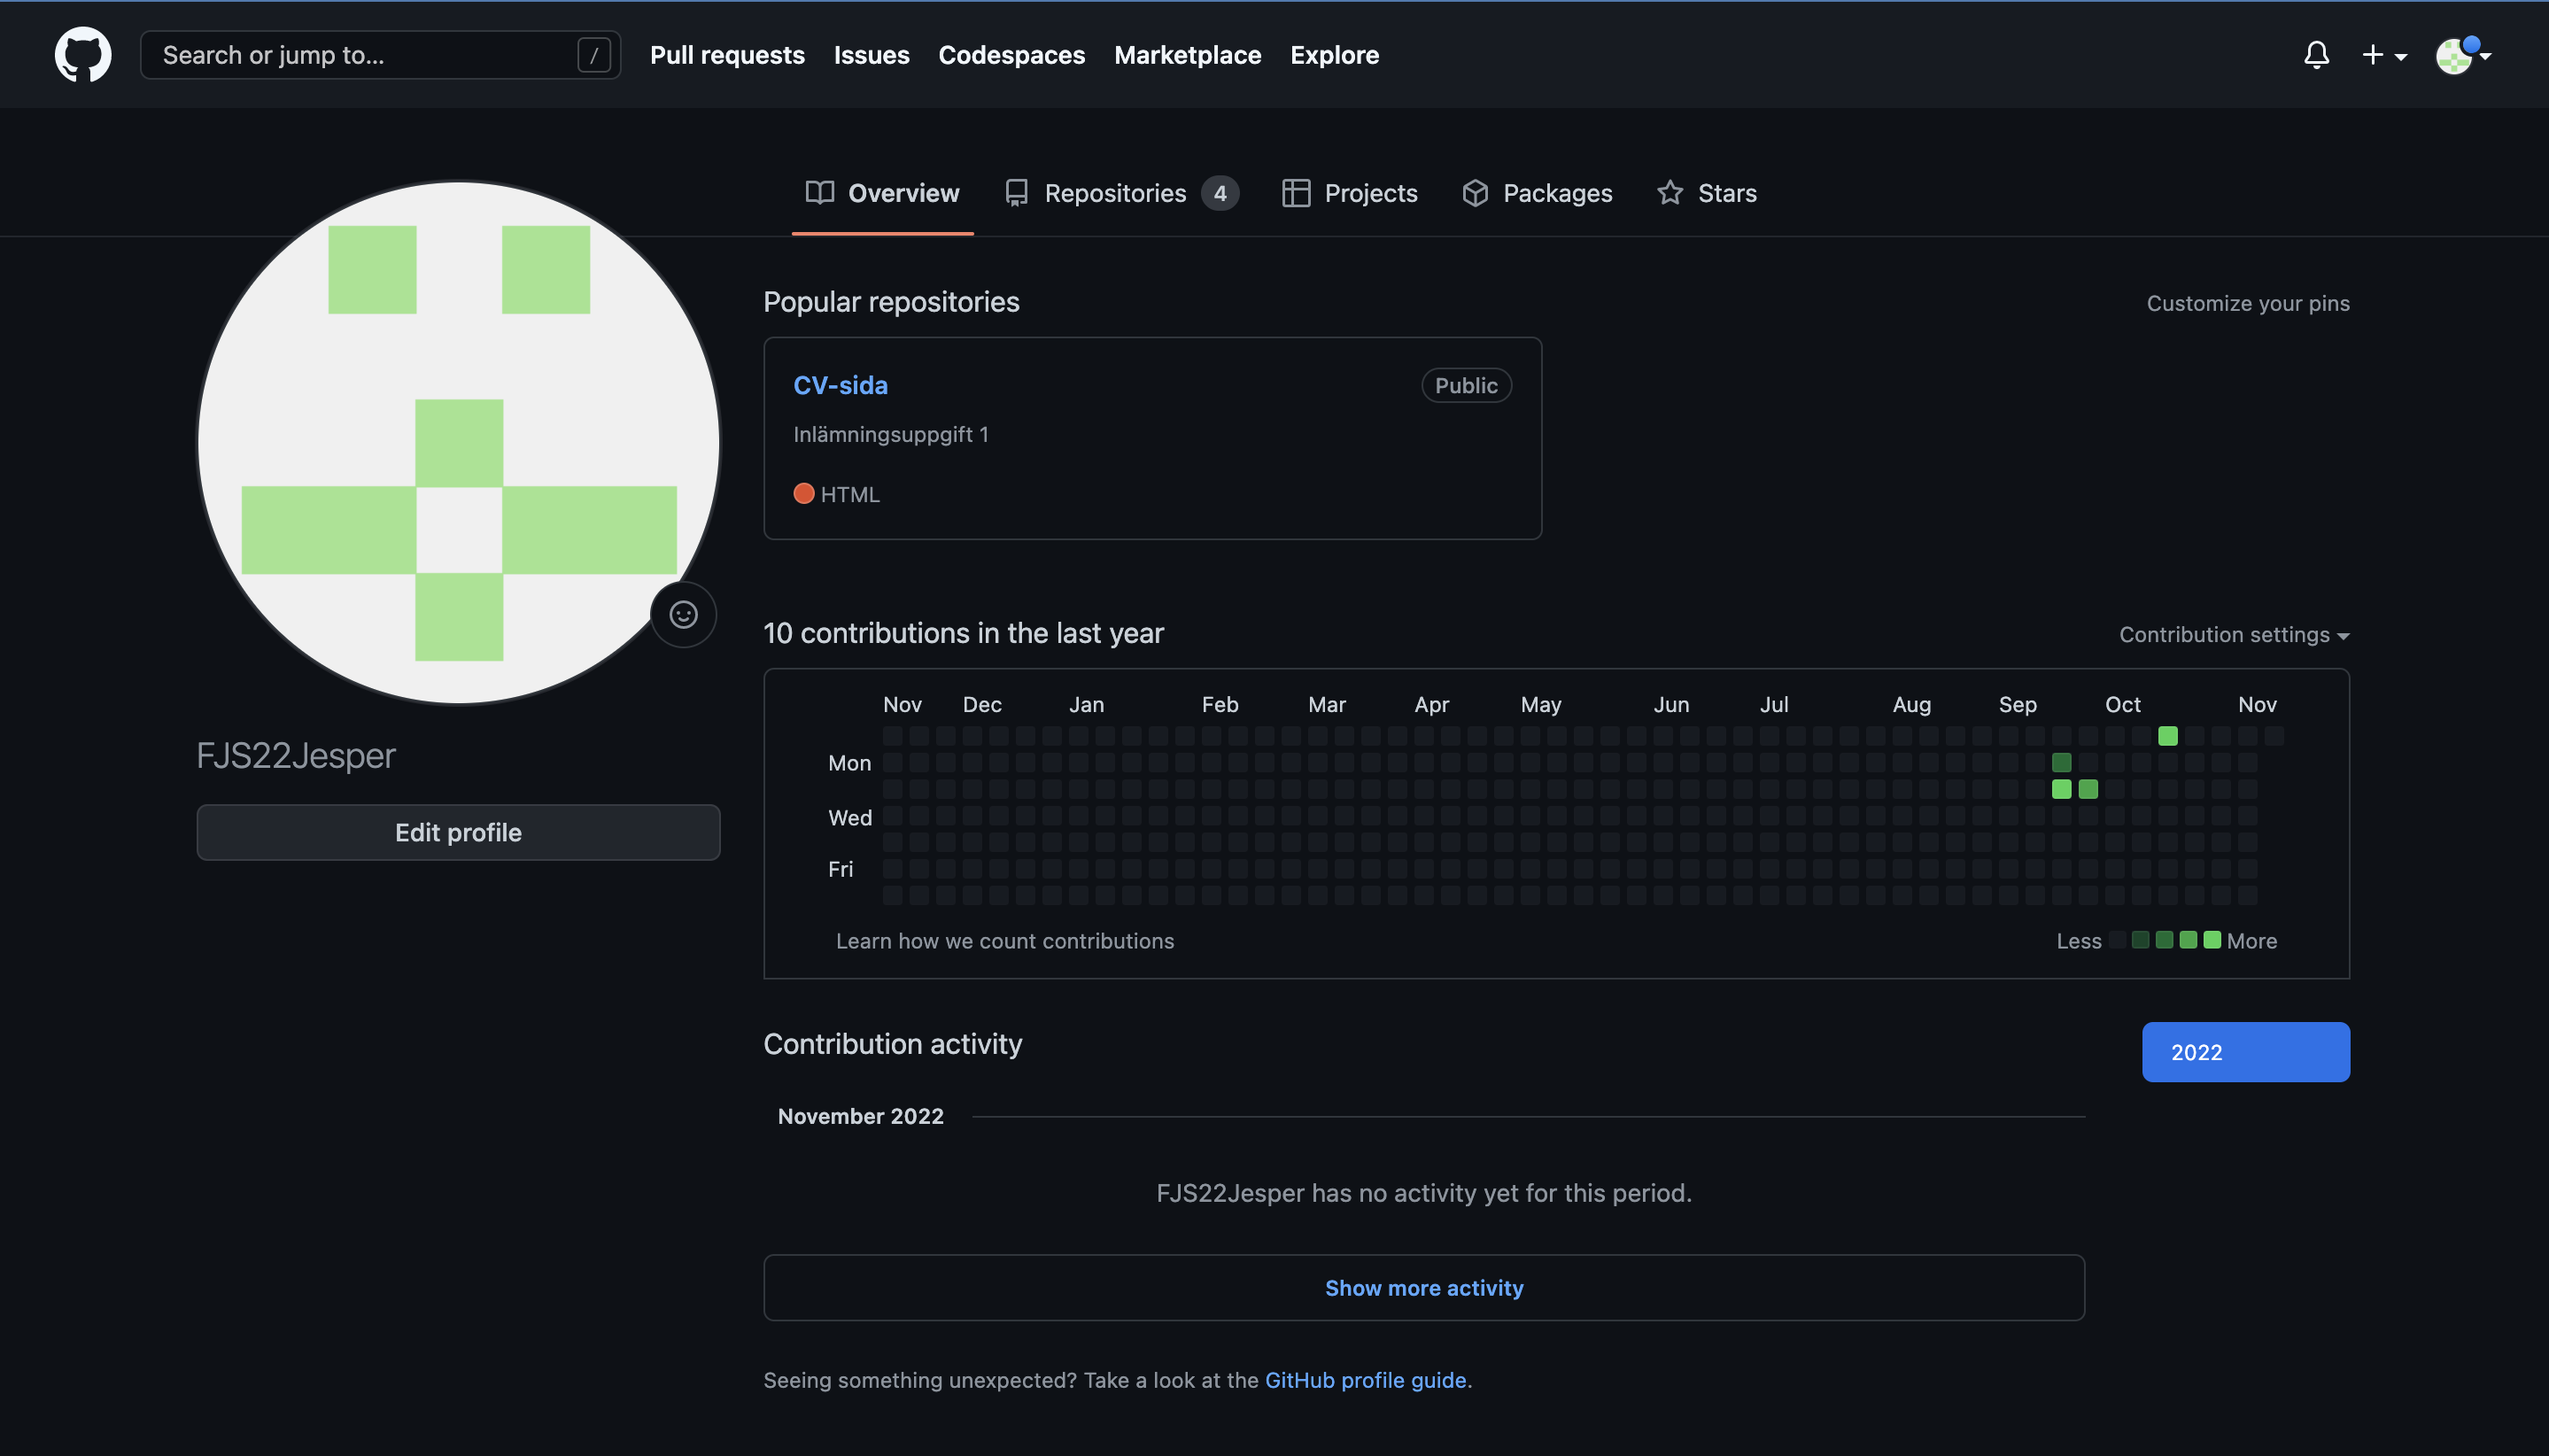 Search or jump to... /
Pull requests Issues Codespaces Marketplace Explore
Overview Repositories 4 Projects Packages Stars
FJS22Jesper
Edit profile
Popular repositories
Customize your pins
CV-sida
Public
Inlämningsuppgift 1
HTML
10 contributions in the last year
Contribution settings
Nov Dec Jan Feb Mar Apr May Jun Jul Aug Sep Oct Nov
Mon
Wed
Fri
Learn how we count contributions
Less More
Contribution activity
2022
November 2022
FJS22Jesper has no activity yet for this period.
Show more activity
Seeing something unexpected? Take a look at the GitHub profile guide.